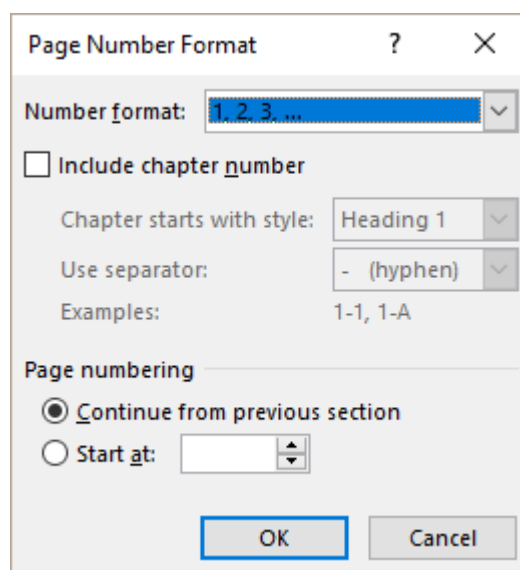 Page Number Format ? X
Number format: 1, 2, 3, ...
Include chapter number
Chapter starts with style: Heading 1
Use separator: - (hyphen)
Examples: 1-1, 1-A
Page numbering
Continue from previous section
Start at:
OK Cancel